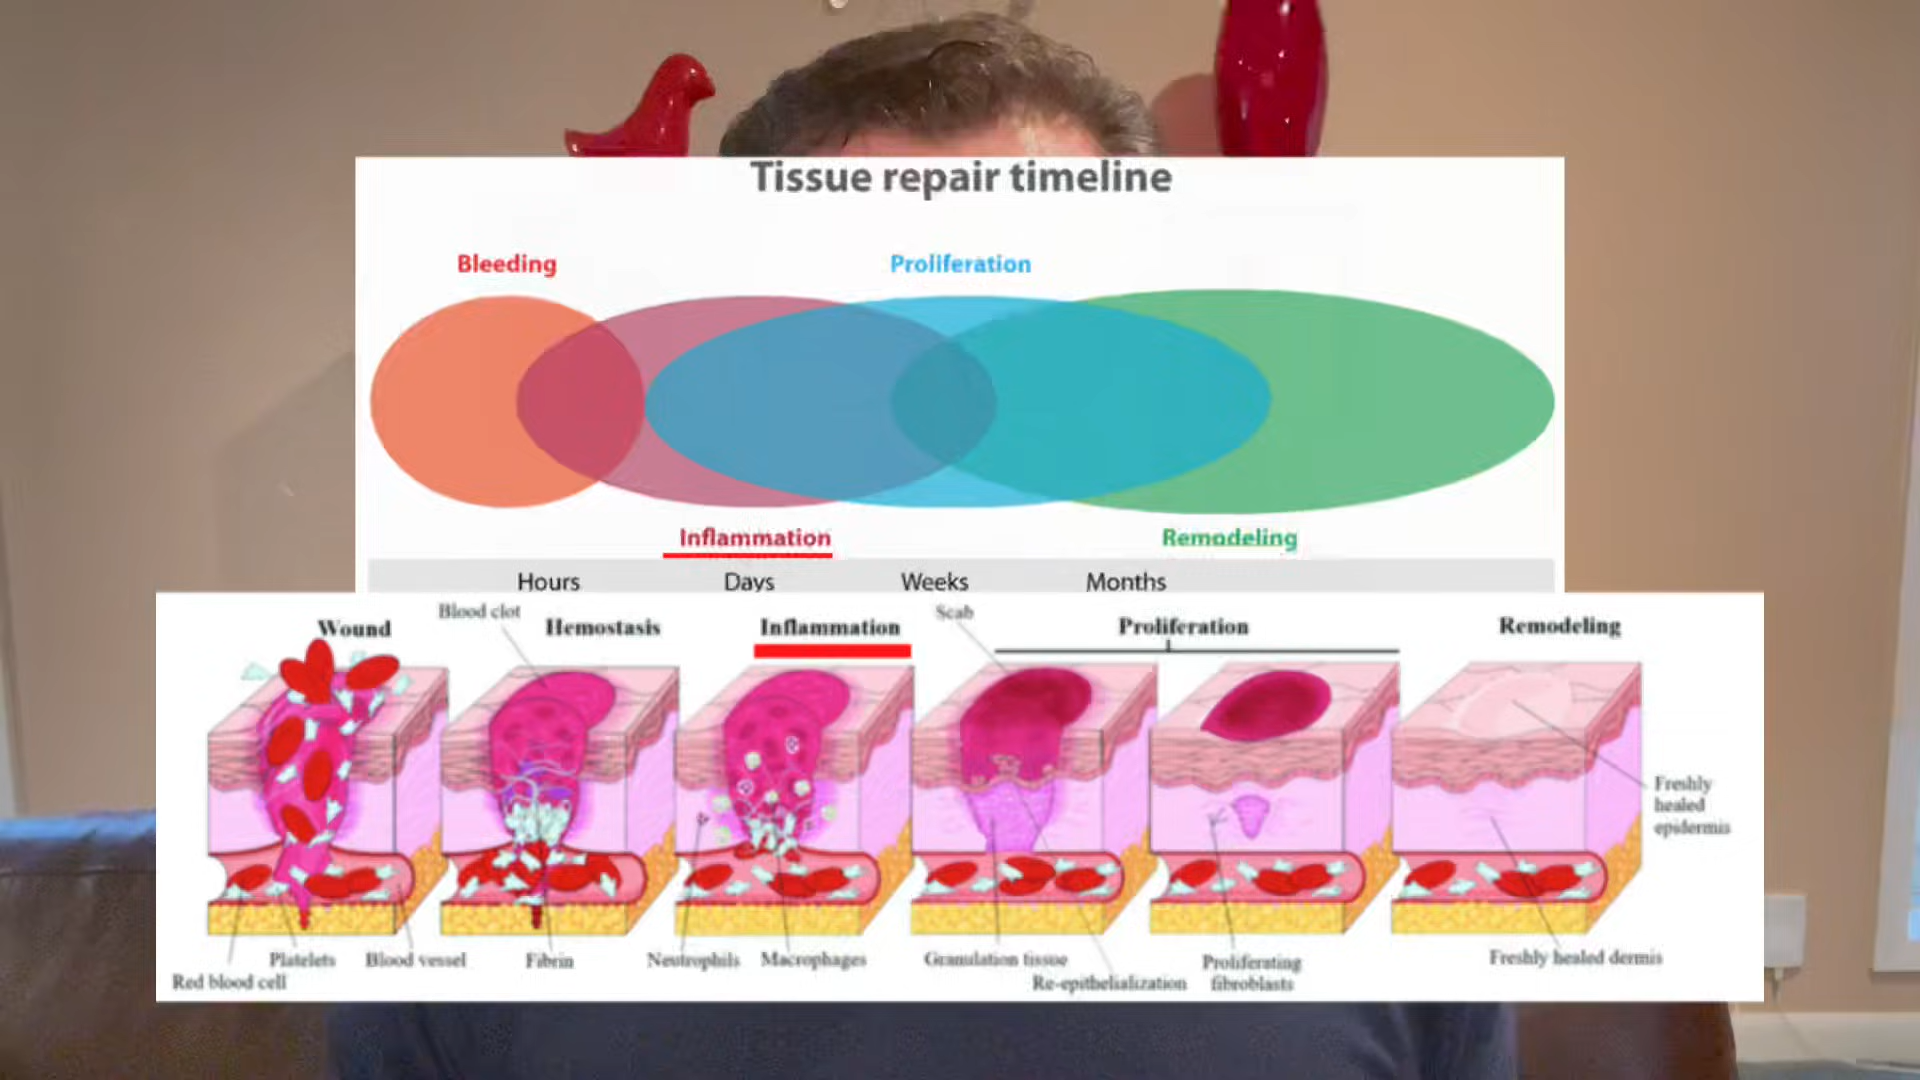 Tissue repair timeline
Bleeding
Proliferation
Inflammation
Remodeling
Hours Days Weeks Months
Blood clot
Scab
Wound Hemostasis Inflammation Proliferation Remodeling
Freshly
healed
epidermis
Platelets Blood vessel Fibrin Neutrophils Macrophages Granulation tissue Proliferating Freshly healed dermis
Red blood cell Re-epithelialization fibroblasts